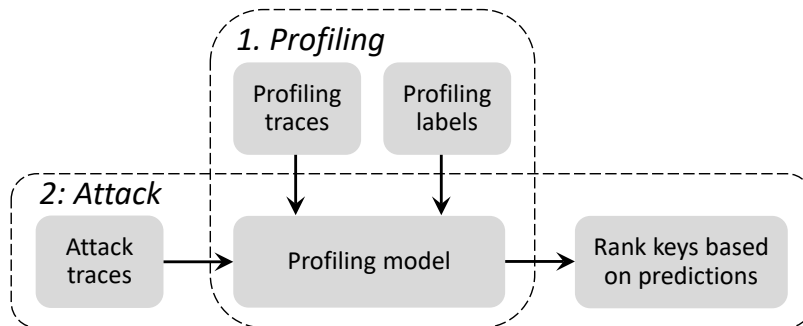 1. Profiling
Profiling
traces
Profiling
labels
2: Attack
Attack
traces
Profiling model
Rank keys based
on predictions